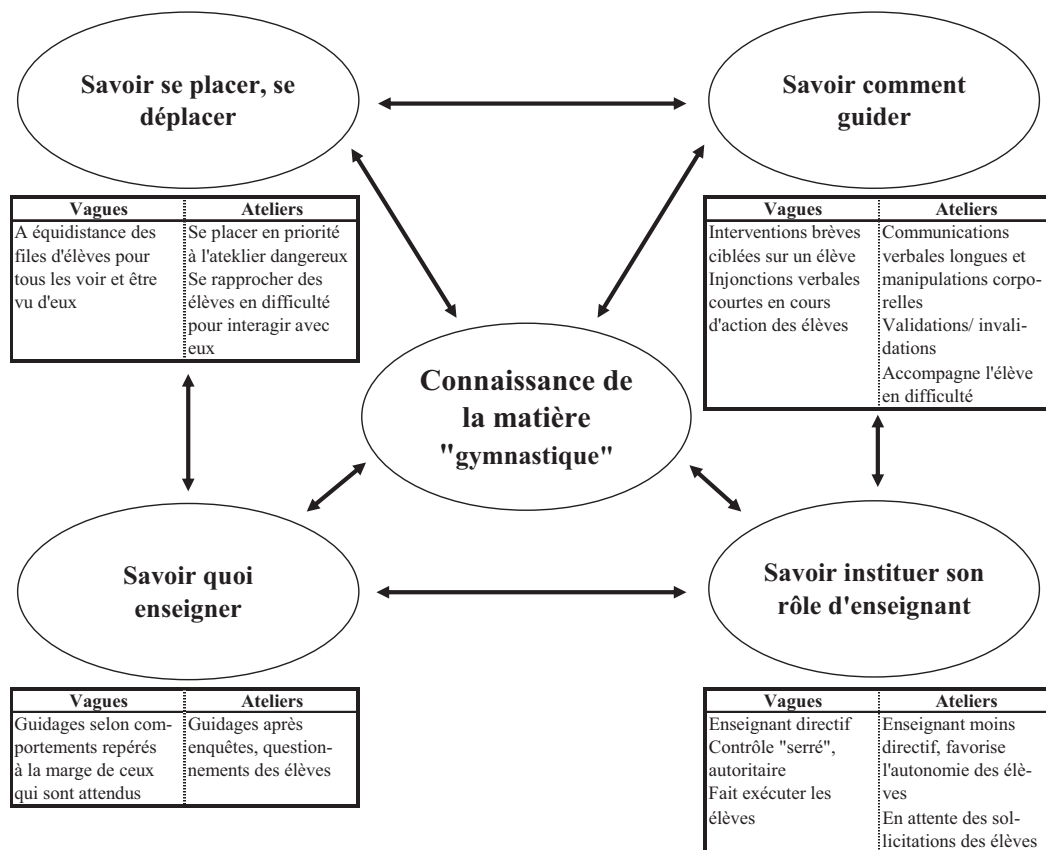 Savoir se placer, se
déplacer
Savoir comment
guider
Vagues
Ateliers
A équidistance des
files d'élèves pour
tous les voir et être
vu d'eux
Se placer en priorité
à l'ateklier dangereux
Se rapprocher des
élèves en difficulté
pour interagir avec
eux
Vagues
Ateliers
Interventions brèves
ciblées sur un élève
Injonctions verbales
courtes en cours
d'action des élèves
Communications
verbales longues et
manipulations corpo-
relles
Validations/ invali-
dations
Accompagne l'élève
en difficulté
Connaissance de
la matière
"gymnastique"
Savoir quoi
enseigner
Savoir instituer son
rôle d'enseignant
Vagues
Ateliers
Guidages selon com-
portements repérés
à la marge de ceux
qui sont attendus
Guidages après
enquêtes, question-
nements des élèves
Vagues
Ateliers
Enseignant directif
Contrôle "serré",
autoritaire
Fait exécuter les
élèves
Enseignant moins
directif, favorise
l'autonomie des élè-
ves
En attente des sol-
licitations des élèves